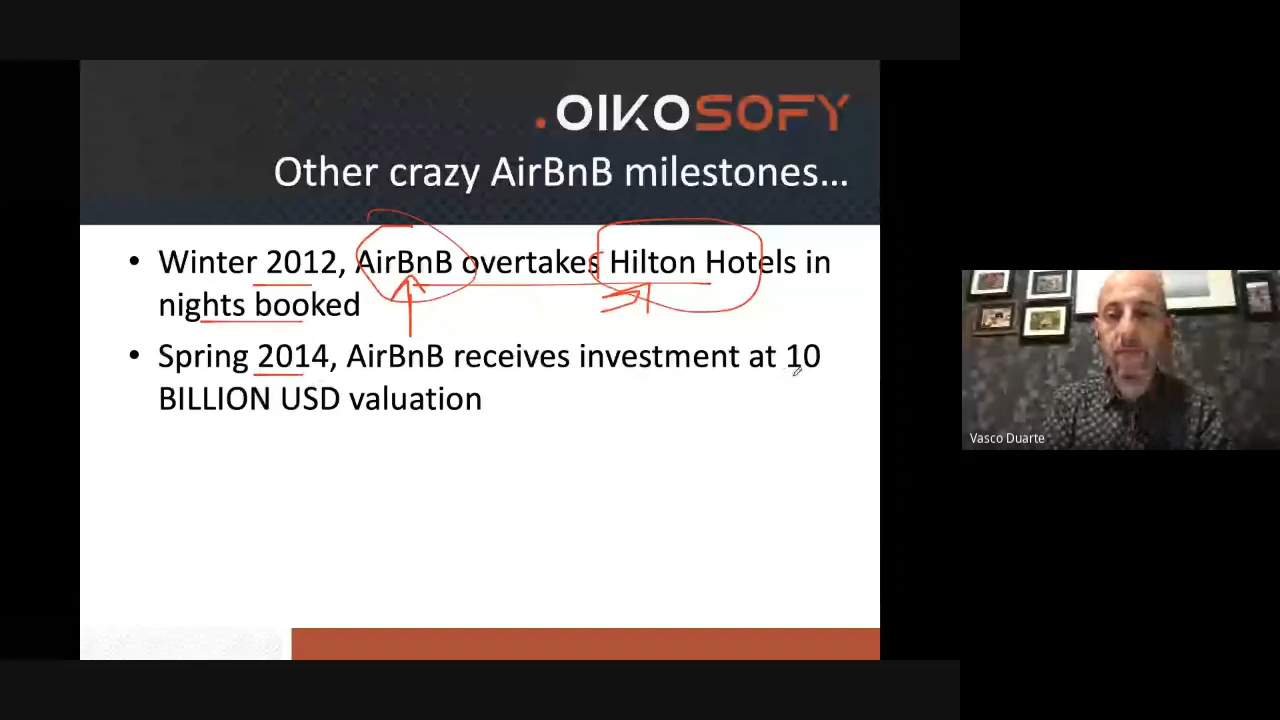 .OIKOSOFY
Other crazy AirBnB milestones...
• Winter 2012, AirBnB overtakes Hilton Hotels in
nights booked
• Spring 2014, AirBnB receives investment at 10
BILLION USD valuation
Vasco Duarte